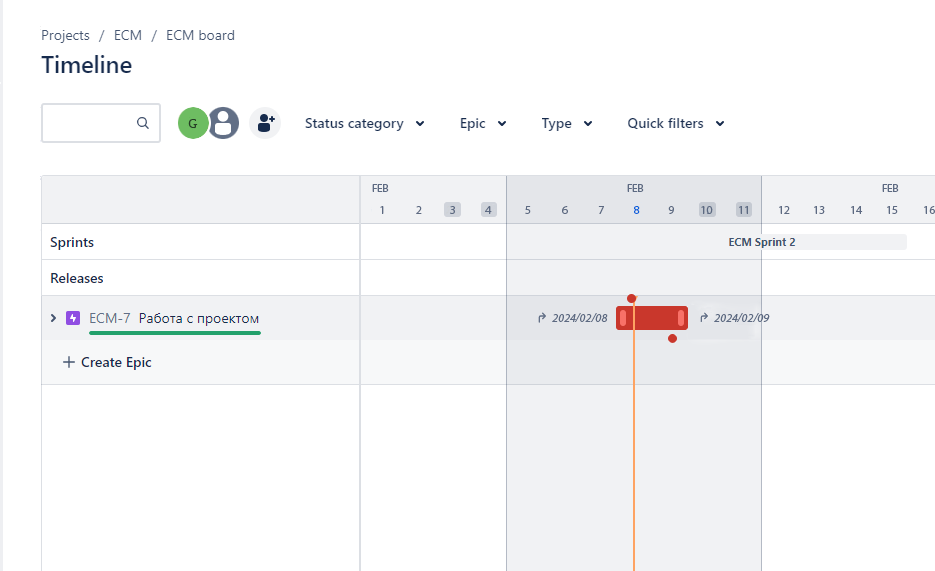 Projects / ECM / ECM board
Timeline
G Status category Epic Type Quick filters
FEB FEB FEB
1 2 3 4 5 6 7 8 9 10 11 12 13 14 15 16
Sprints ECM Sprint 2
Releases
ECM-7 Работа с проектом 2024/02/08 2024/02/09
+ Create Epic